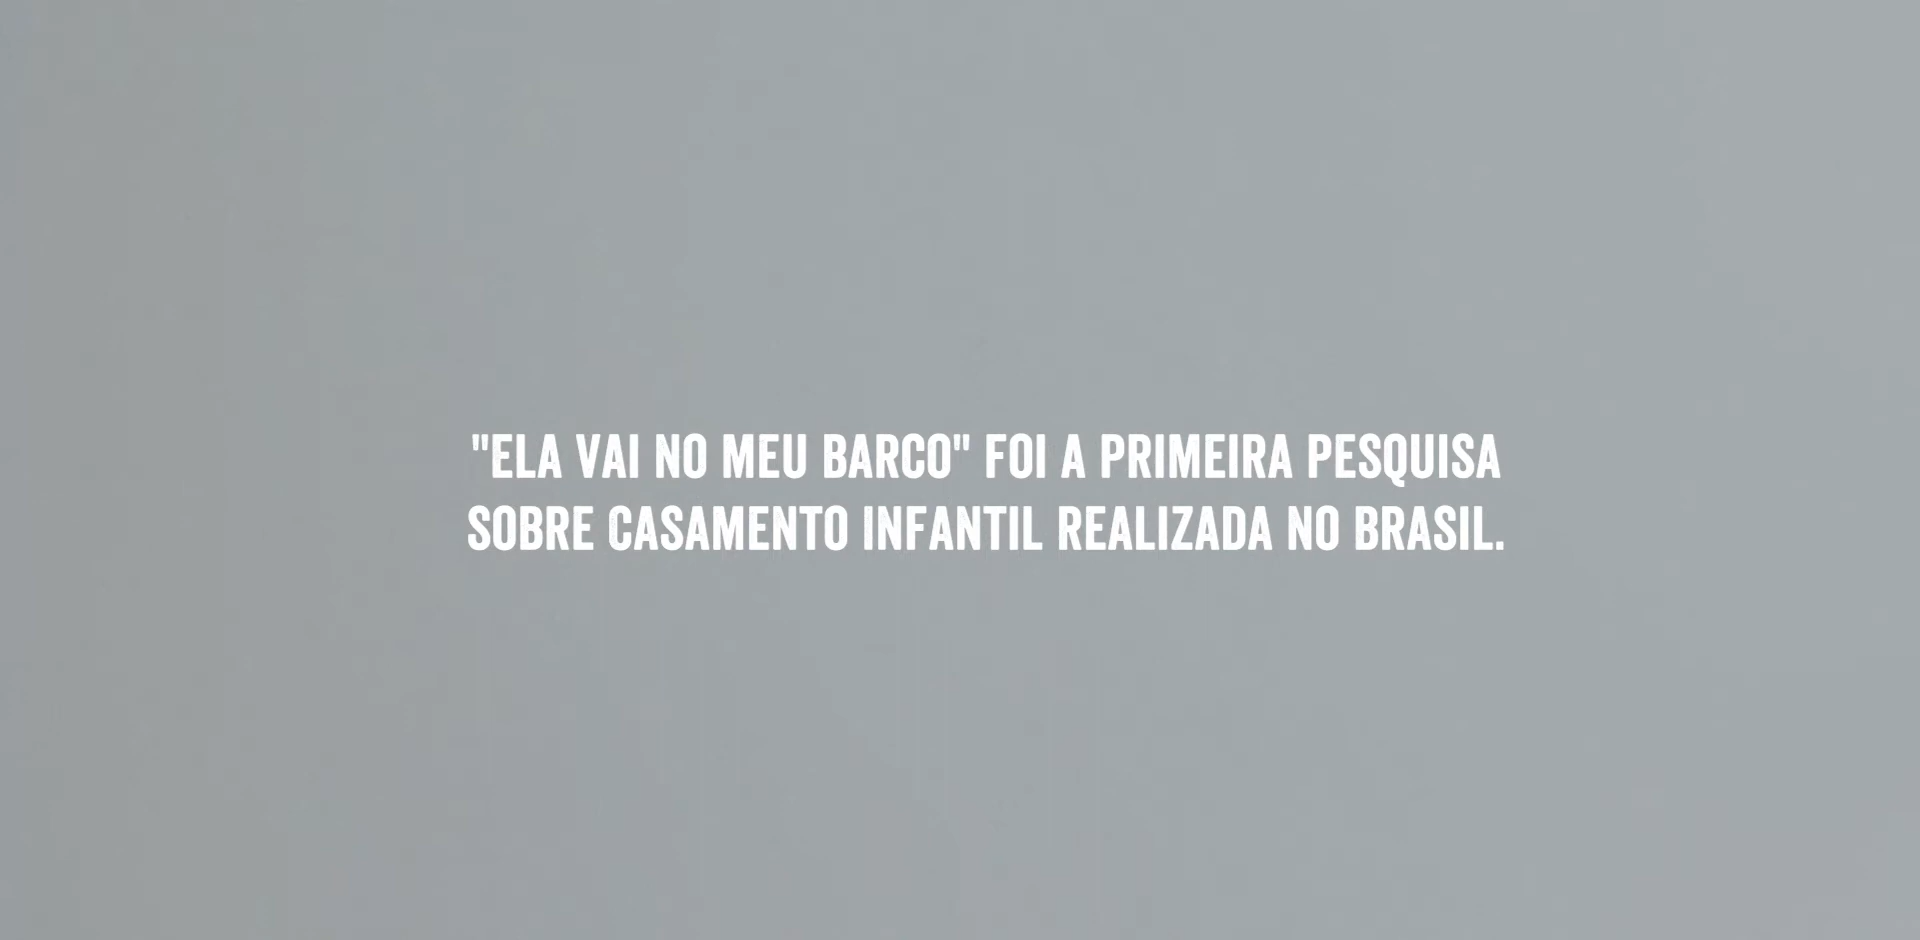 "ELA VAI NO MEU BARCO" FOI A PRIMEIRA PESQUISA
SOBRE CASAMENTO INFANTIL REALIZADA NO BRASIL.